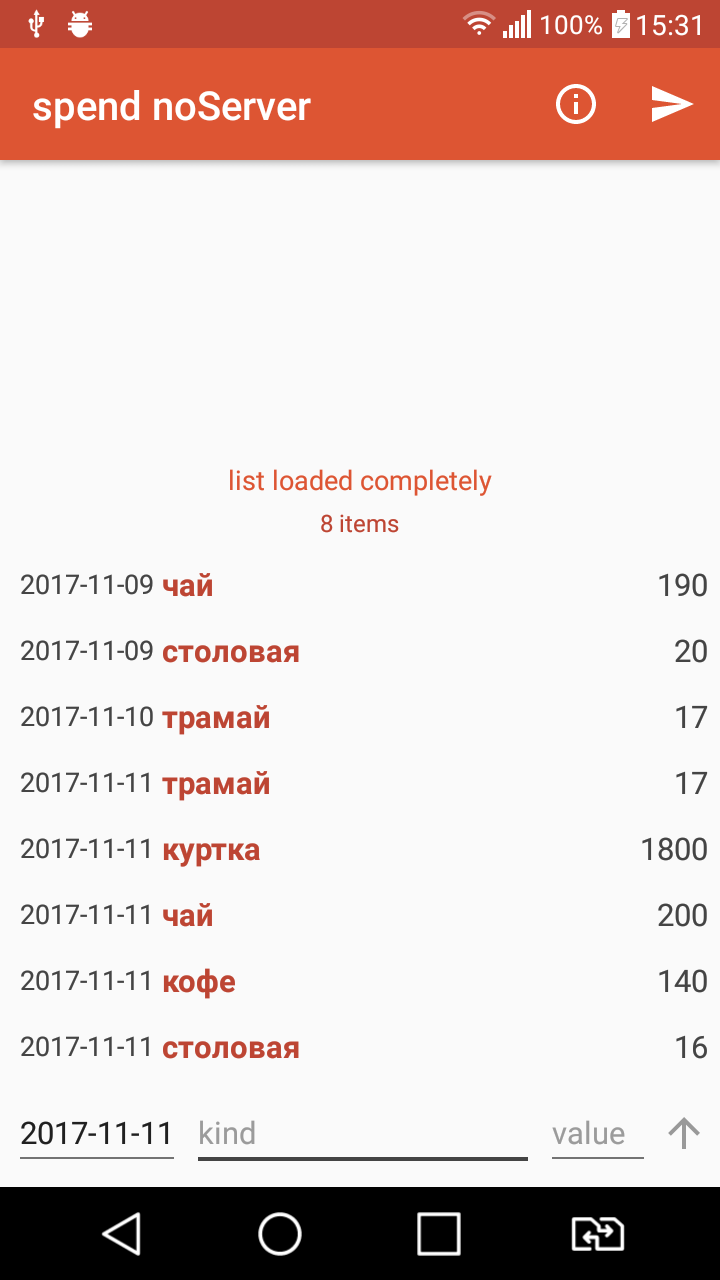 100% 15:31
spend noServer
list loaded completely
8 items
2017-11-09 чай 190
2017-11-09 столовая 20
2017-11-10 трамай 17
2017-11-11 трамай 17
2017-11-11 куртка 1800
2017-11-11 чай 200
2017-11-11 кофе 140
2017-11-11 столовая 16
2017-11-11 kind value